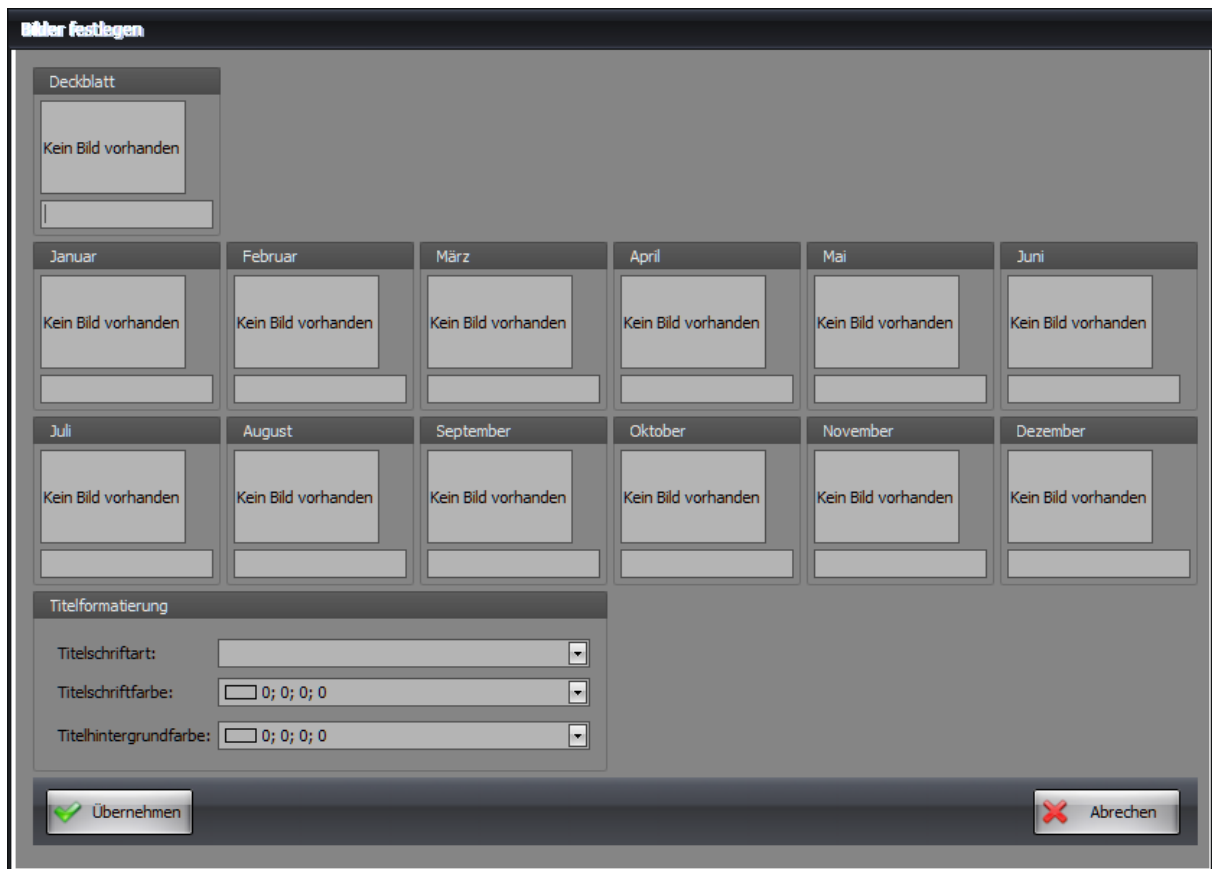 Bilder festlegen
Deckblatt
Kein Bild vorhanden
Januar Februar März April Mai Juni
Kein Bild vorhanden Kein Bild vorhanden Kein Bild vorhanden Kein Bild vorhanden Kein Bild vorhanden Kein Bild vorhanden
Juli August September Oktober November Dezember
Kein Bild vorhanden Kein Bild vorhanden Kein Bild vorhanden Kein Bild vorhanden Kein Bild vorhanden Kein Bild vorhanden
Titelformatierung
Titelschriftart:
Titelschriftfarbe: 0; 0; 0; 0
Titelhintergrundfarbe: 0; 0; 0; 0
Übernehmen Abrechen